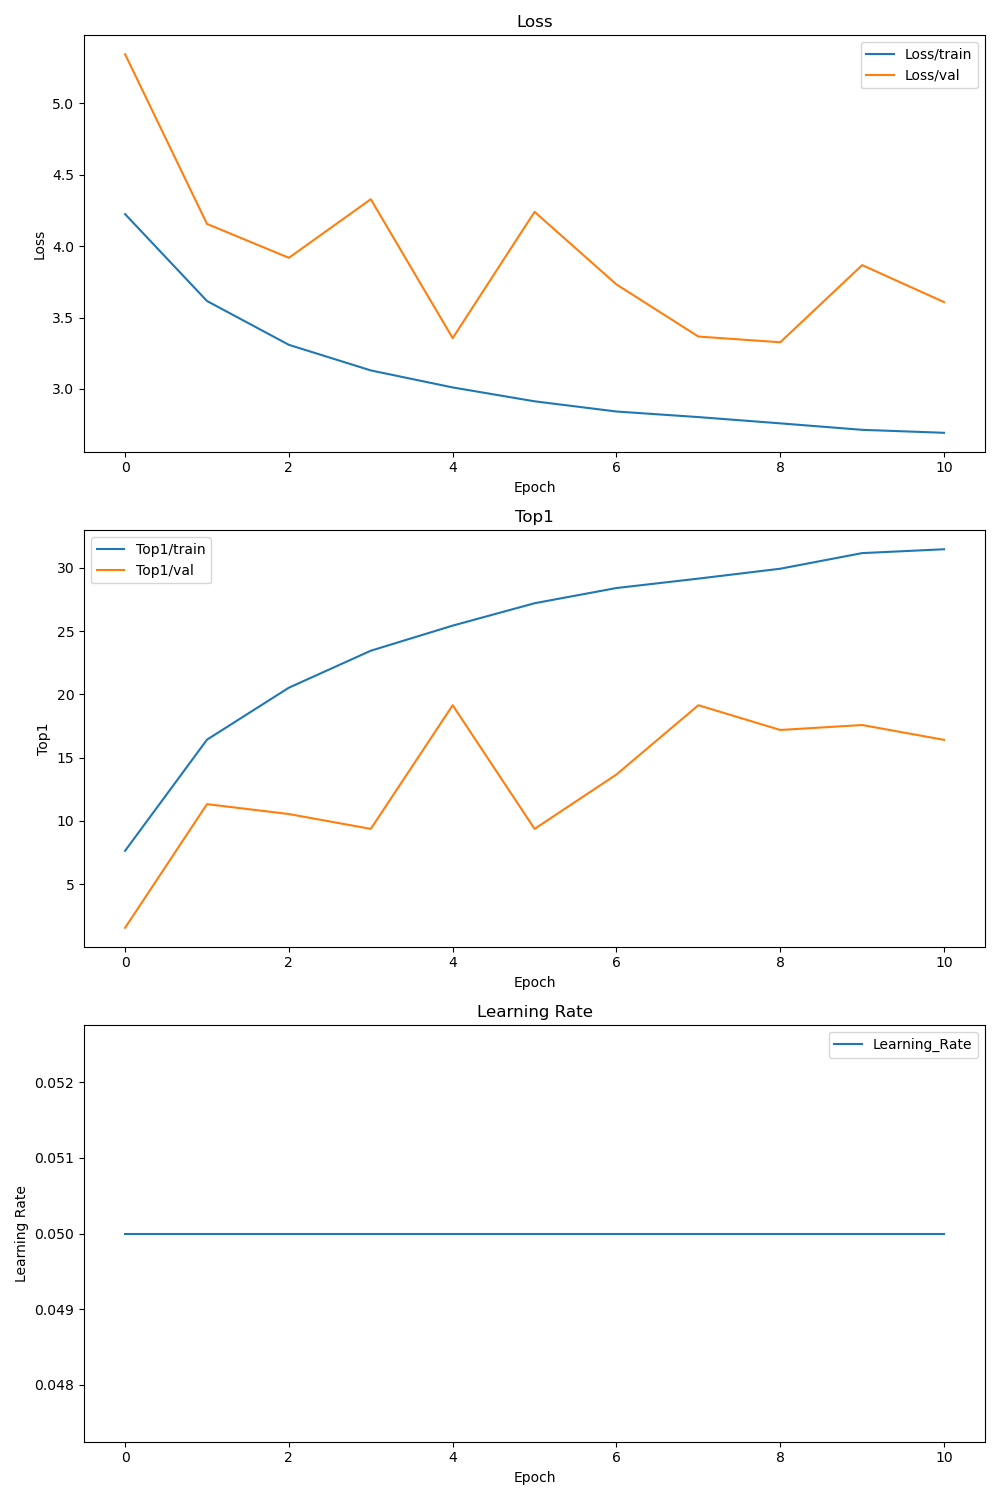 Loss
Loss/train
Loss/val
5.0
4.5
4.0
3.5
3.0
Loss
0 2 4 6 8 10
Epoch
Top1
Top1/train
Top1/val
30
25
20
15
10
5
Top1
0 2 4 6 8 10
Epoch
Learning Rate
Learning_Rate
0.052
0.051
0.050
0.049
0.048
Learning Rate
0 2 4 6 8 10
Epoch